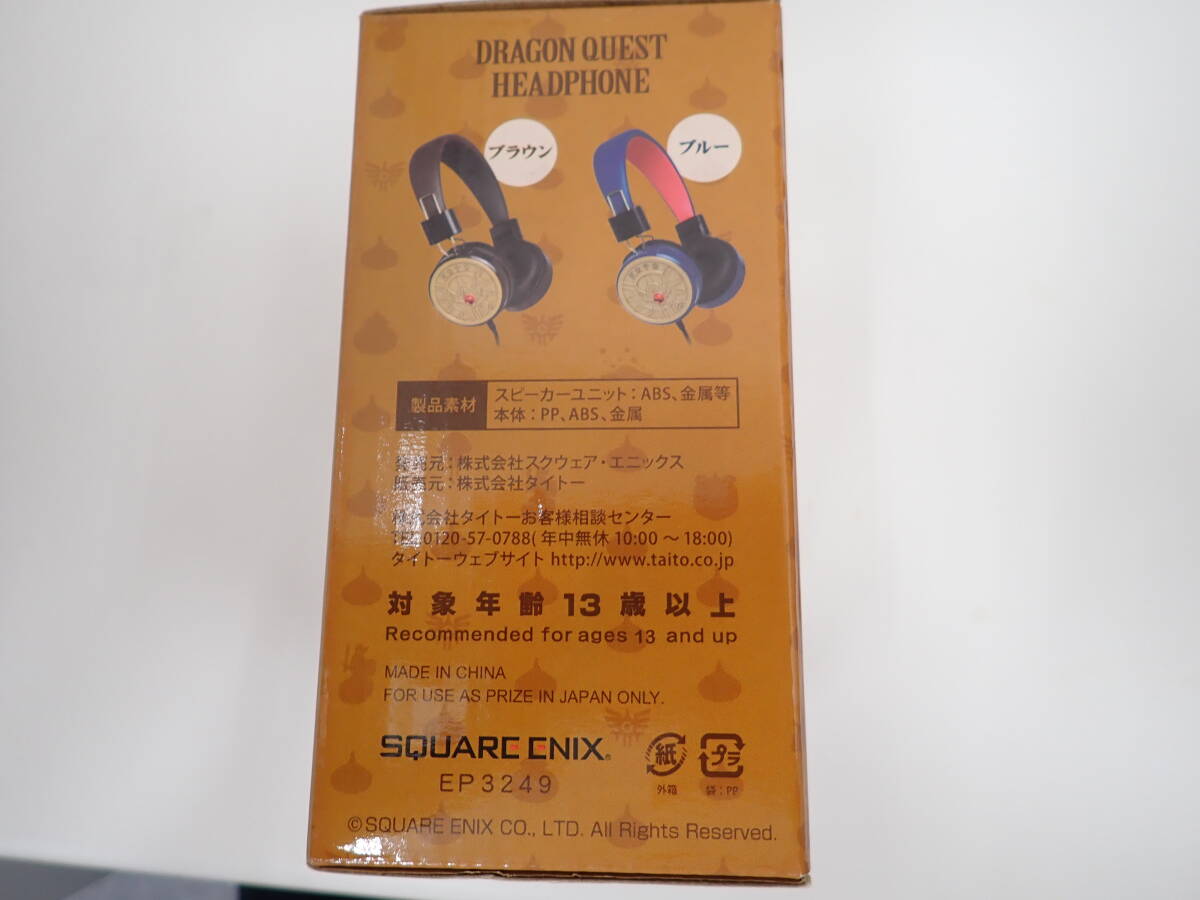 DRAGON QUEST
HEADPHONE
ブラウン
ブルー
製品素材
スピーカーユニット：ABS、金属等
本体：PP、ABS、金属
発売元：株式会社スクウェア・エニックス
販売元：株式会社タイトー
株式会社タイトーお客様相談センター
TEL 0120-57-0788( 年中無休 10:00 ～ 18:00)
タイトーウェブサイト http://www.taito.co.jp
対象年齢 13 歳以上
Recommended for ages 13 and up
MADE IN CHINA
FOR USE AS PRIZE IN JAPAN ONLY.
SQUARE ENIX®
EP3249
紙
外箱
プラ
袋：PP
©SQUARE ENIX CO., LTD. All Rights Reserved.